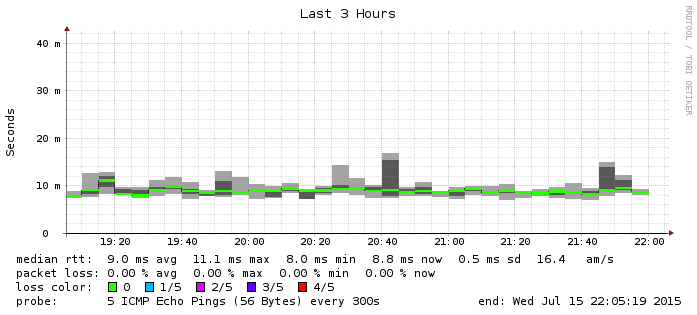 Last 3 Hours
RRDTOOL / TOBI OETIKER
Seconds
40 m
30 m
20 m
10 m
0
19:20 19:40 20:00 20:20 20:40 21:00 21:20 21:40 22:00
median rtt: 9.0 ms avg 11.1 ms max 8.0 ms min 8.8 ms now 0.5 ms sd 16.4 am/s
packet loss: 0.00 % avg 0.00 % max 0.00 % min 0.00 % now
loss color: 0 1/5 2/5 3/5 4/5
probe: 5 ICMP Echo Pings (56 Bytes) every 300s end: Wed Jul 15 22:05:19 2015